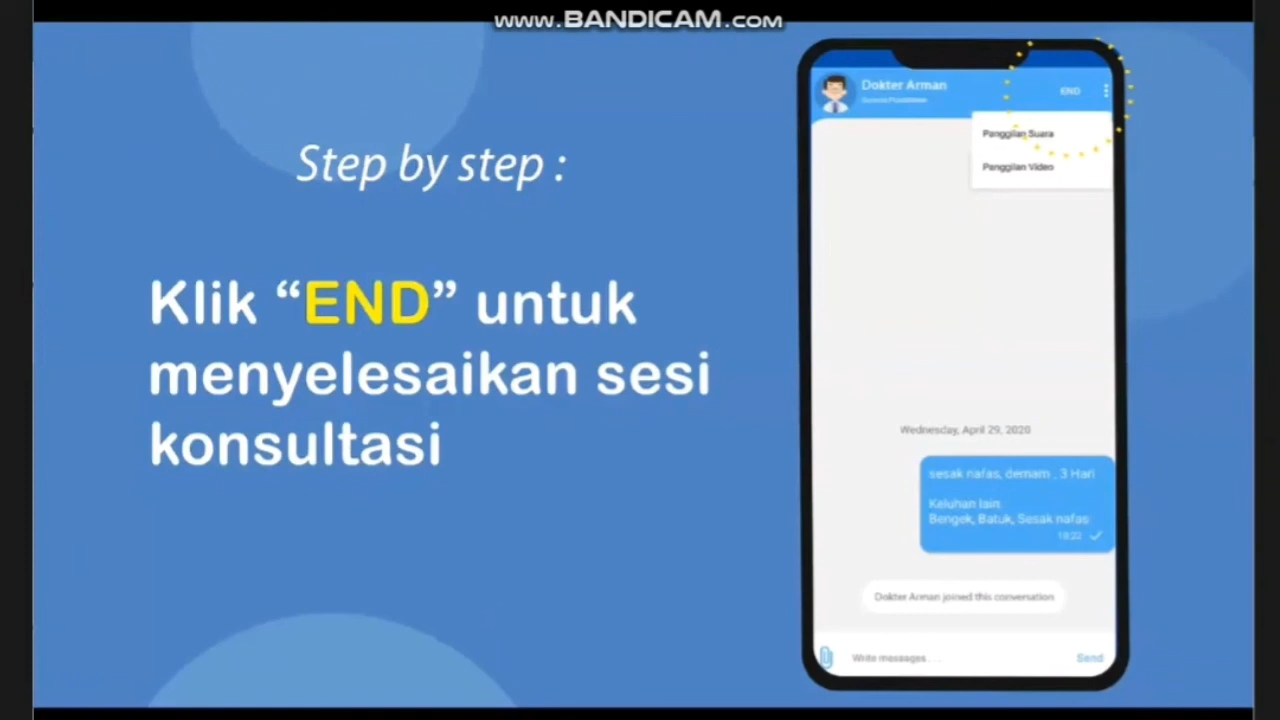 www.BANDICAM.com
Step by step :
Klik “END” untuk
menyelesaikan sesi
konsultasi
Dokter Arman
END
Panggilan Suara
Panggilan Video
Wednesday, April 29, 2020
sesak nafas, demam , 3 Hari
Keluhan lain:
Bengek, Batuk, Sesak nafas
19:22
Dokter Arman joined this conversation
Write messages . . .
Send